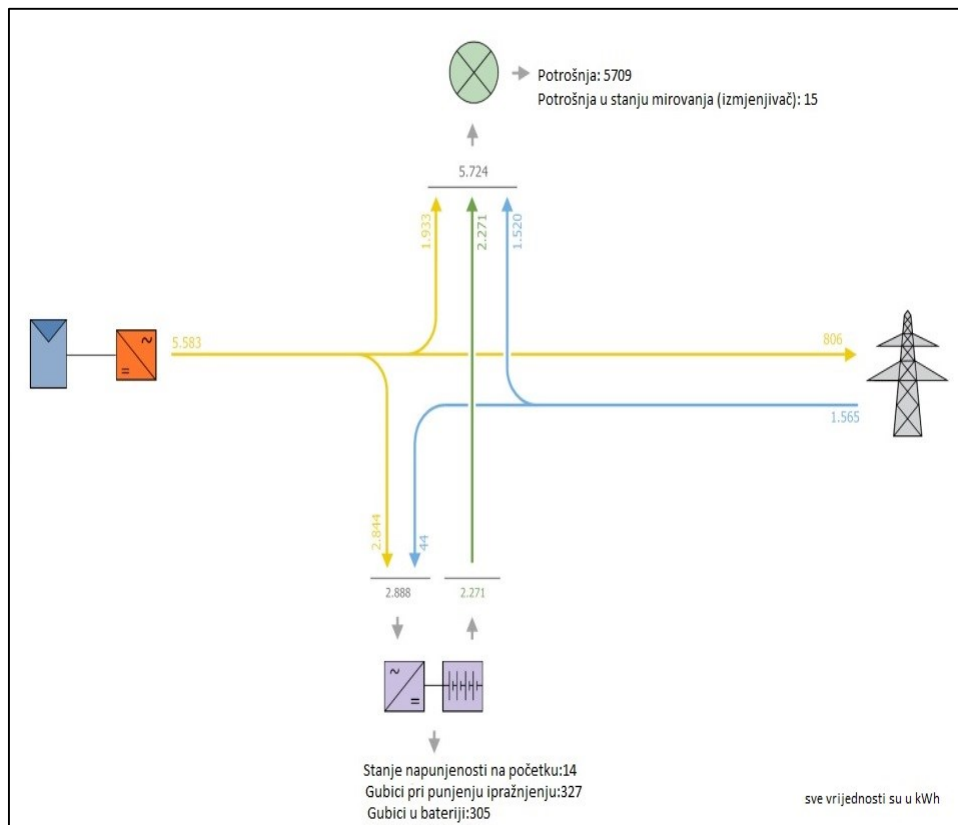 Potrošnja: 5709
Potrošnja u stanju mirovanja (izmjenjivač): 15
5.724
1.933
2.271
1.520
5.583
806
1.565
2.844
44
2.888
2.271
Stanje napunjenosti na početku:14
Gubici pri punjenju ipražnjenju:327
Gubici u bateriji:305
sve vrijednosti su u kWh